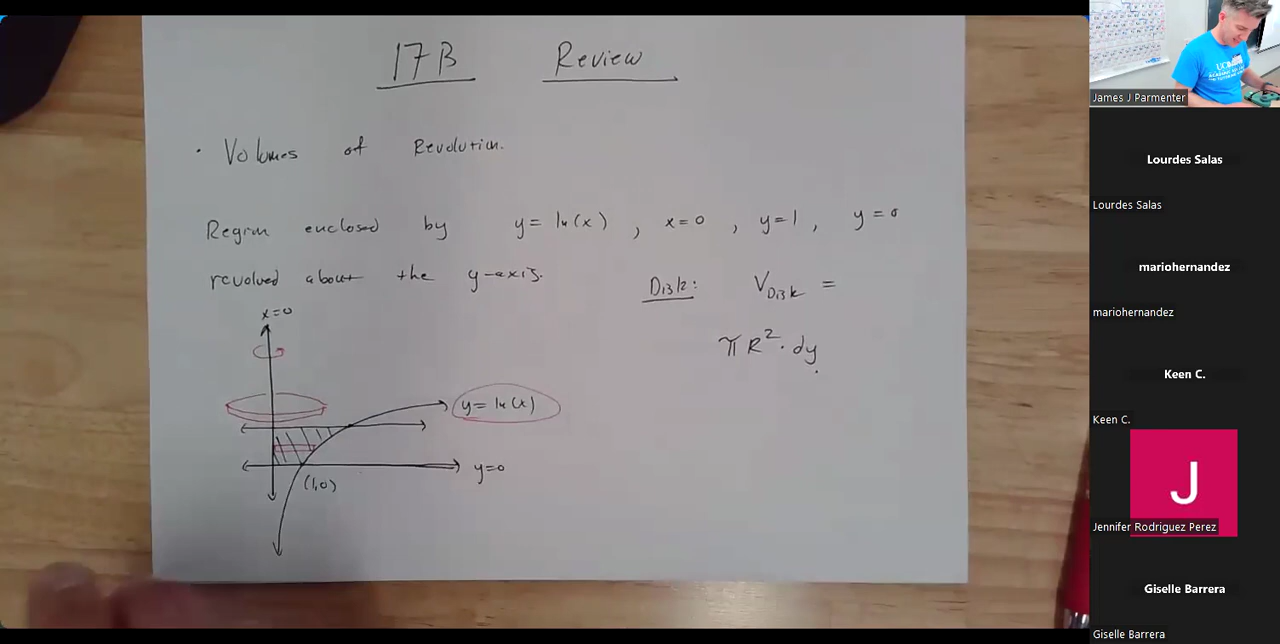 17B Review
• Volumes of Revolution.
Region enclosed by y = ln(x) , x=0 , y=1 , y=0
revolved about the y-axis.
Disk: V Disk =
πR²·dy
x=0
y= ln(x)
y=0
(1,0)
UC
James J Parmenter
Lourdes Salas
Lourdes Salas
mariohernandez
mariohernandez
Keen C.
Keen C.
J
Jennifer Rodriguez Perez
Giselle Barrera
Giselle Barrera